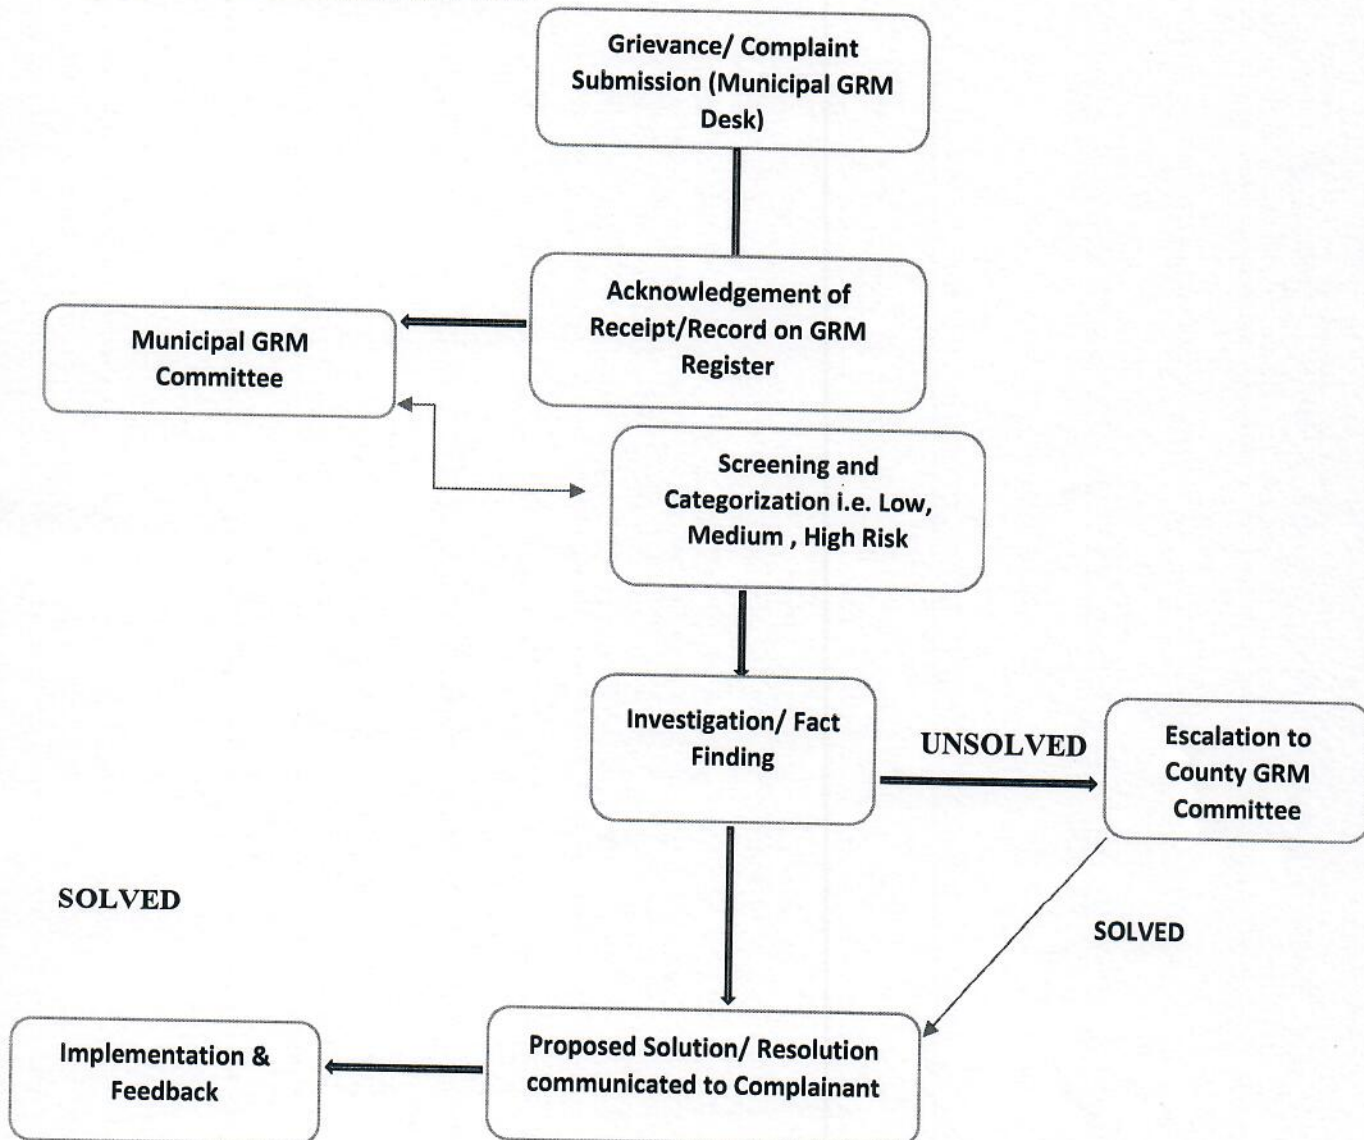 Grievance/ Complaint
Submission (Municipal GRM
Desk)
Acknowledgement of
Receipt/Record on GRM
Register
Municipal GRM
Committee
Screening and
Categorization i.e. Low,
Medium , High Risk
Investigation/ Fact
Finding
UNSOLVED
Escalation to
County GRM
Committee
SOLVED
SOLVED
Proposed Solution/ Resolution
communicated to Complainant
Implementation &
Feedback